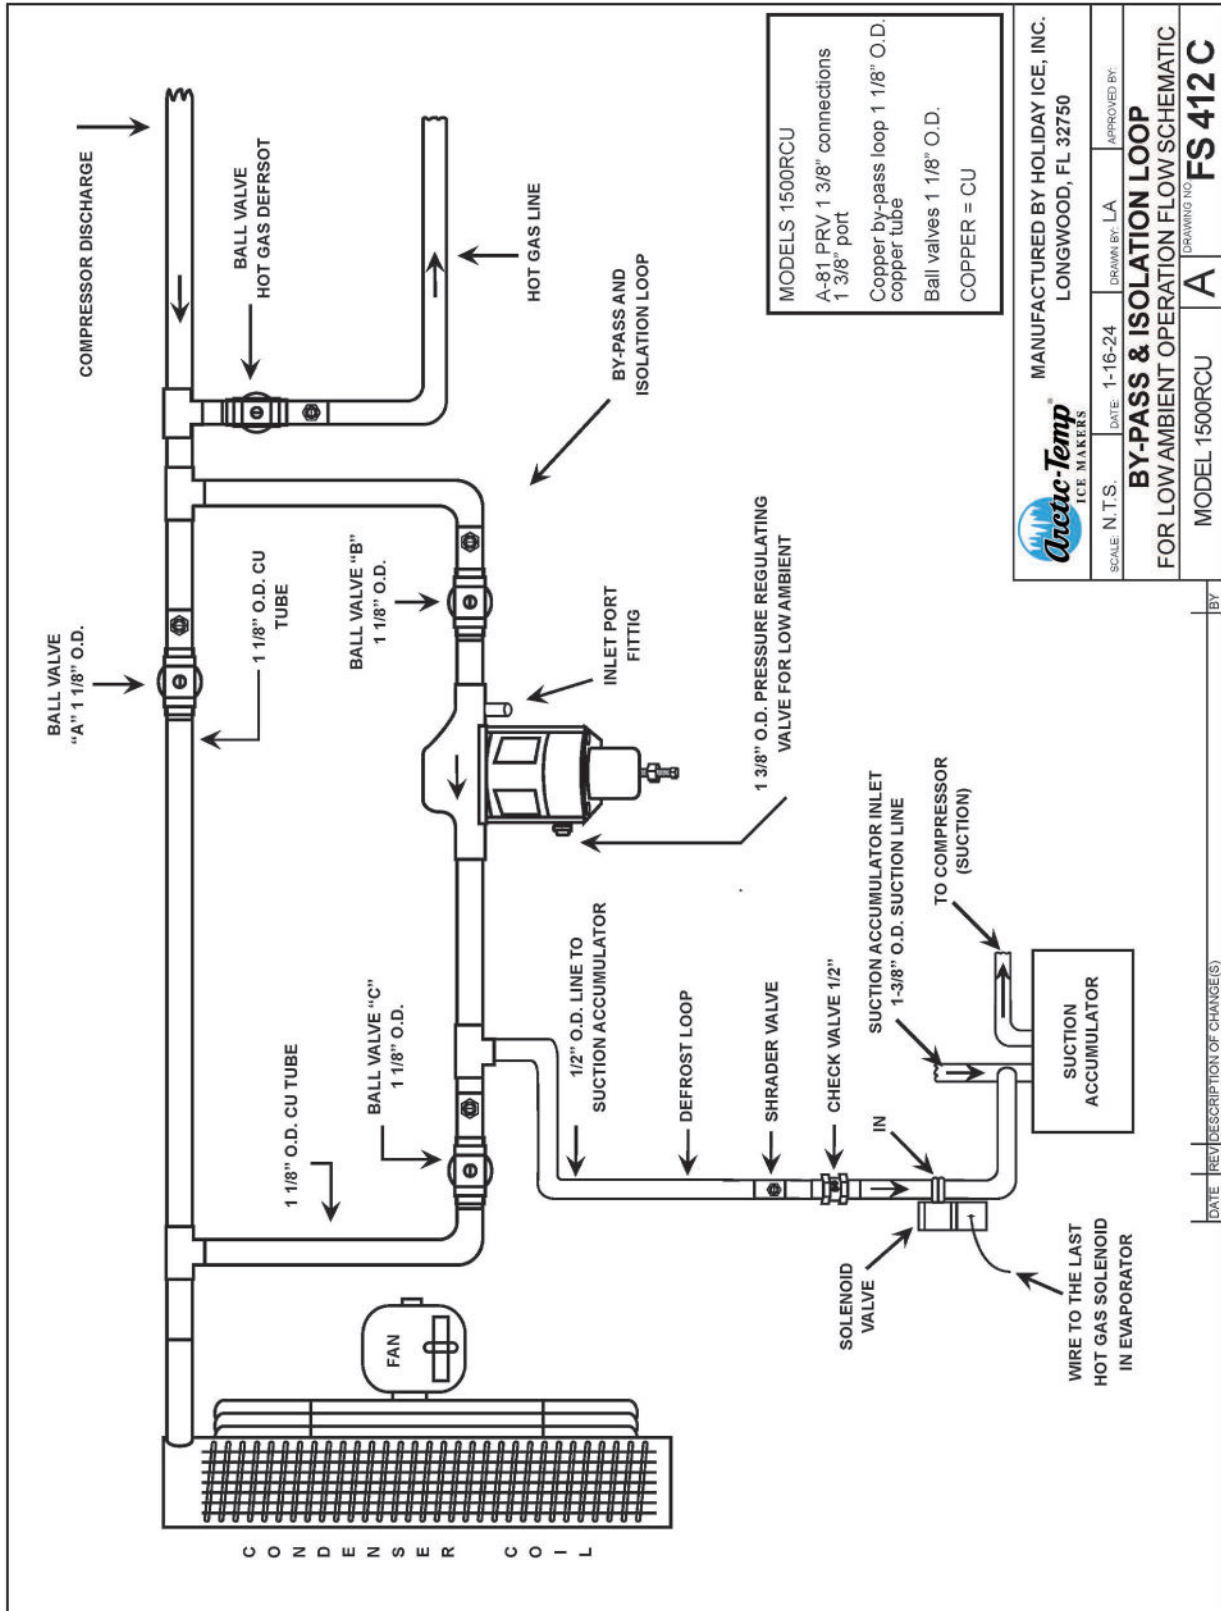 COMPRESSOR DISCHARGE
BALL VALVE
HOT GAS DEFRSOT
HOT GAS LINE
BY-PASS AND
ISOLATION LOOP
BALL VALVE
"A" 1 1/8" O.D.
1 1/8" O.D. CU
TUBE
BALL VALVE "B"
1 1/8" O.D.
INLET PORT
FITTIG
1 3/8" O.D. PRESSURE REGULATING
VALVE FOR LOW AMBIENT
1 1/8" O.D. CU TUBE
BALL VALVE "C"
1 1/8" O.D.
1/2" O.D. LINE TO
SUCTION ACCUMULATOR
DEFROST LOOP
SHRADER VALVE
CHECK VALVE 1/2"
IN
SUCTION ACCUMULATOR INLET
1-3/8" O.D. SUCTION LINE
TO COMPRESSOR
(SUCTION)
SUCTION
ACCUMULATOR
SOLENOID
VALVE
WIRE TO THE LAST
HOT GAS SOLENOID
IN EVAPORATOR
FAN
CONDENSER COIL
MODELS 1500RCU
A-81 PRV 1 3/8" connections
1 3/8" port
Copper by-pass loop 1 1/8" O.D.
copper tube
Ball valves 1 1/8" O.D.
COPPER = CU
Arctic-Temp®
ICE MAKERS
MANUFACTURED BY HOLIDAY ICE, INC.
LONGWOOD, FL 32750
SCALE: N.T.S. DATE: 1-16-24 DRAWN BY: LA APPROVED BY:
BY-PASS & ISOLATION LOOP
FOR LOW AMBIENT OPERATION FLOW SCHEMATIC
MODEL 1500RCU A DRAWING NO. FS 412 C
DATE REV DESCRIPTION OF CHANGE(S) BY